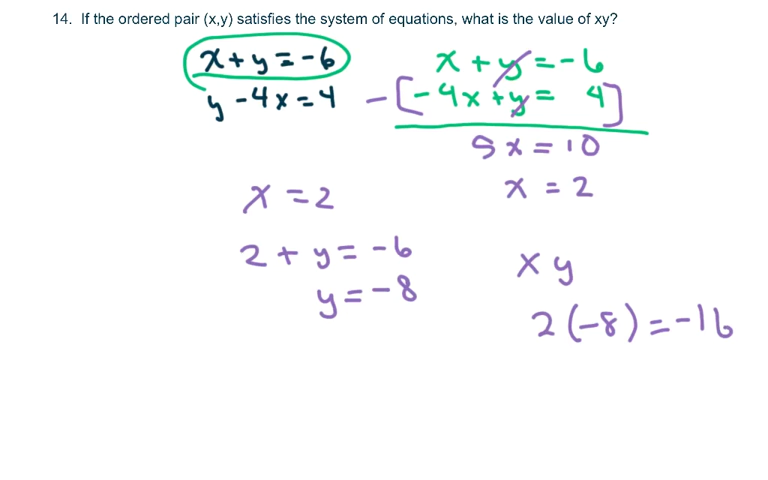 14. If the ordered pair (x,y) satisfies the system of equations, what is the value of xy?
x + y = -6
y - 4x = 4
x + y = -6
- [-4x + y = 4]
5x = 10
x = 2
x = 2
2 + y = -6
y = -8
xy
2(-8) = -16